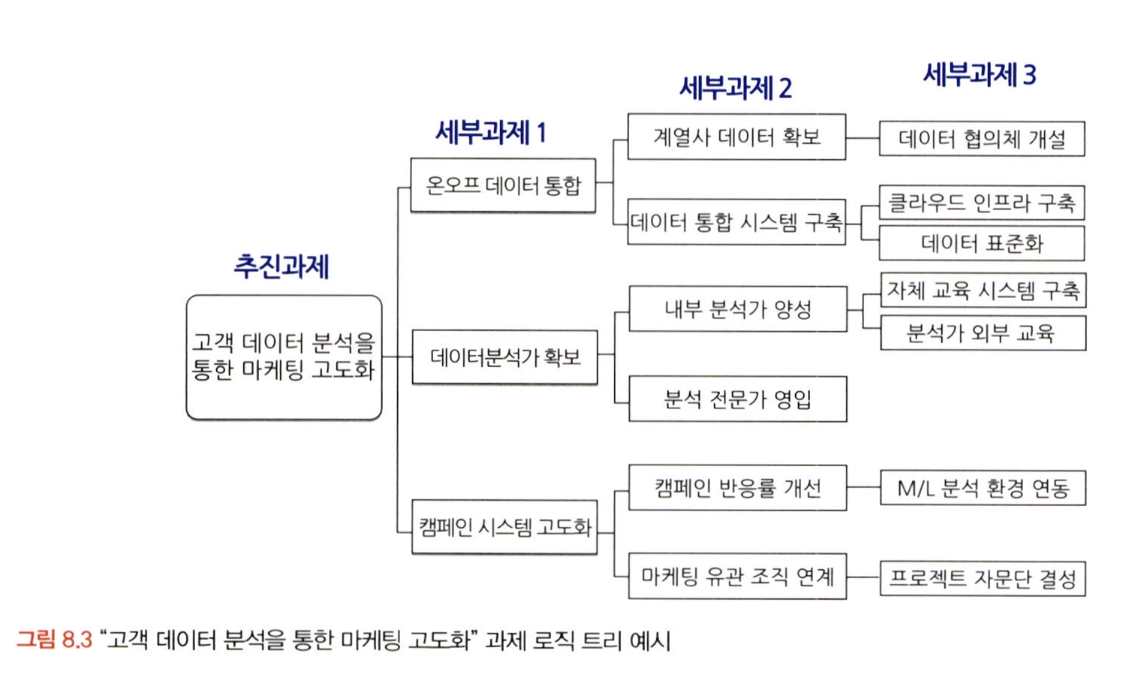 세부과제 3
세부과제 2
세부과제 1
계열사 데이터 확보
데이터 협의체 개설
온오프 데이터 통합
클라우드 인프라 구축
데이터 통합 시스템 구축
데이터 표준화
추진과제
자체 교육 시스템 구축
내부 분석가 양성
분석가 외부 교육
고객 데이터 분석을
통한 마케팅 고도화
데이터분석가 확보
분석 전문가 영입
캠페인 반응률 개선
M/L 분석 환경 연동
캠페인 시스템 고도화
마케팅 유관 조직 연계
프로젝트 자문단 결성
그림 8.3 “고객 데이터 분석을 통한 마케팅 고도화” 과제 로직 트리 예시